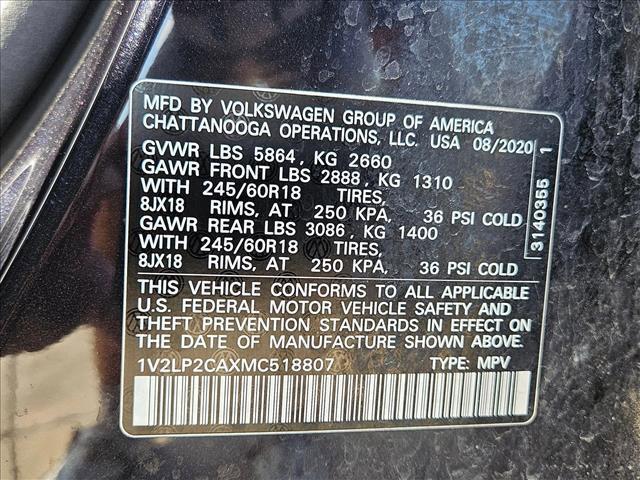 MFD BY VOLKSWAGEN GROUP OF AMERICA
CHATTANOOGA OPERATIONS, LLC. USA 08/2020
GVWR LBS 5864, KG 2660
GAWR FRONT LBS 2888, KG 1310
WITH 245/60R18 TIRES,
8JX18 RIMS, AT 250 KPA, 36 PSI COLD
GAWR REAR LBS 3086, KG 1400
WITH 245/60R18 TIRES,
8JX18 RIMS, AT 250 KPA, 36 PSI COLD
THIS VEHICLE CONFORMS TO ALL APPLICABLE
U.S. FEDERAL MOTOR VEHICLE SAFETY AND
THEFT PREVENTION STANDARDS IN EFFECT ON
THE DATE OF MANUFACTURE SHOWN ABOVE.
1V2LP2CAXMC518807 TYPE: MPV
3140355 1